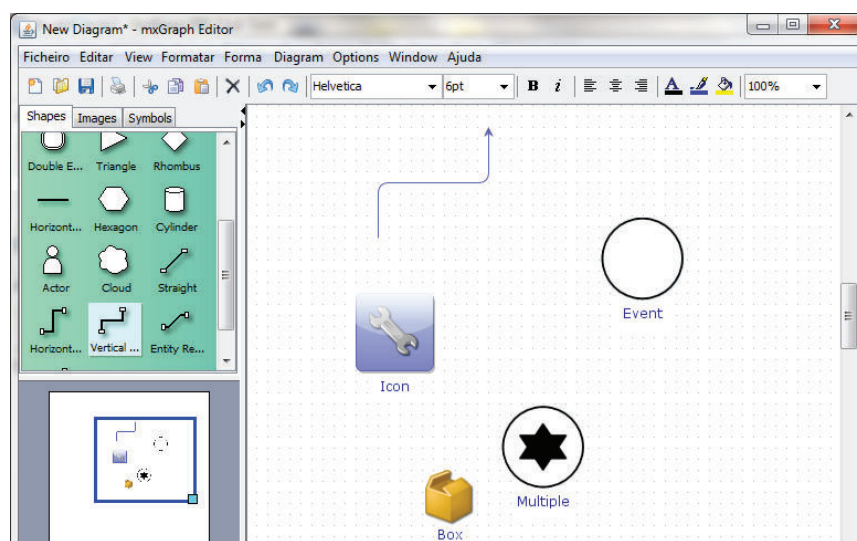 New Diagram* - mxGraph Editor
Ficheiro Editar View Formatar Forma Diagram Options Window Ajuda
Helvetica 6pt B i A 100%
Shapes Images Symbols
Double E... Triangle Rhombus
Horizont... Hexagon Cylinder
Actor Cloud Straight
Horizont... Vertical ... Entity Re...
Event
Icon
Multiple
Box